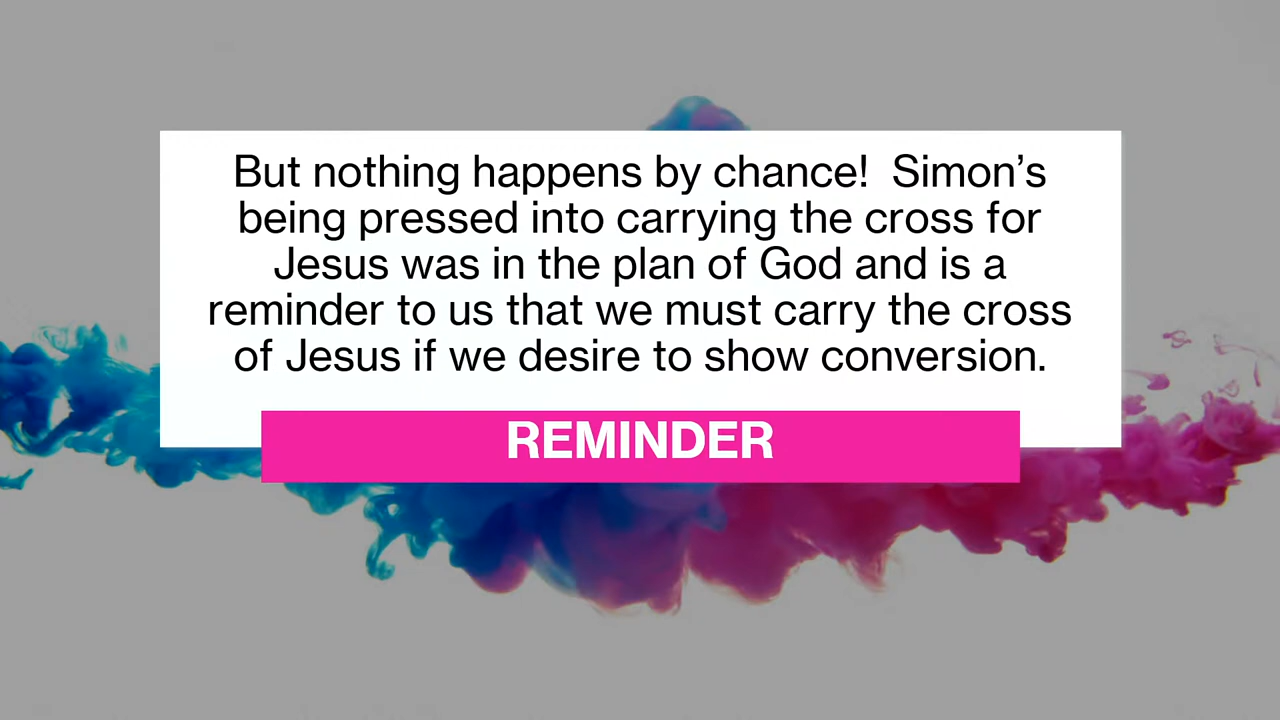 But nothing happens by chance!  Simon’s
being pressed into carrying the cross for
Jesus was in the plan of God and is a
reminder to us that we must carry the cross
of Jesus if we desire to show conversion.
REMINDER